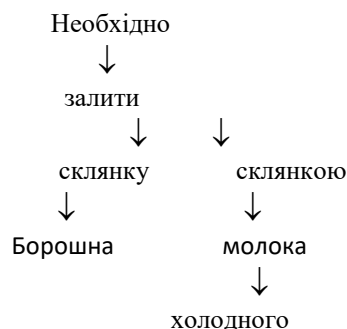 Необхідно
залити
склянку склянкою
Борошна молока
холодного